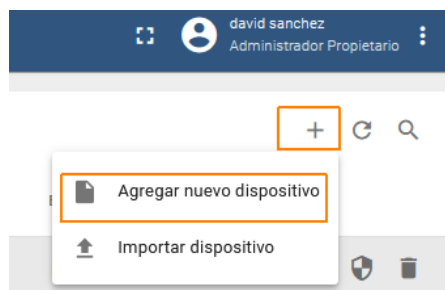 david sanchez
Administrador Propietario
Agregar nuevo dispositivo
Importar dispositivo